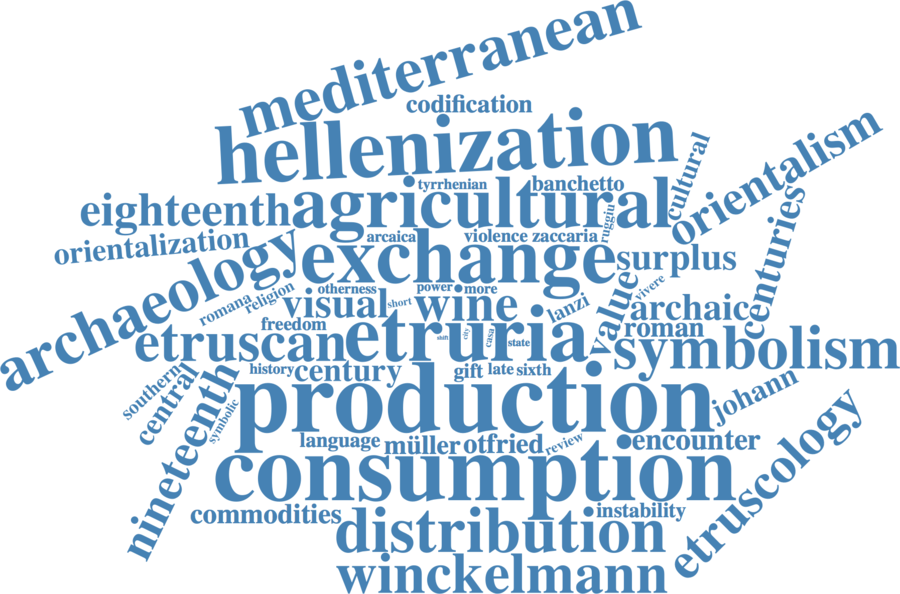 mediterranean
codification
hellenization
tyrrhenian
banchetto
cultural
orientalism
eighteenth
agricultural
ruggiu
centuries
orientalization
arcaica
violence
zaccaria
archaeology
exchange
surplus
romana
religion
otherness
power
more
vivere
visual
short
wine
lanzi
value
archaic
freedom
roman
etruscan
etruria
shift
city
casa
state
symbolism
southern
history
century
gift
late
sixth
central
nineteenth
symbolic
production
johann
language
müller
otfried
review
encounter
consumption
etruscology
commodities
instability
distribution
winckelmann